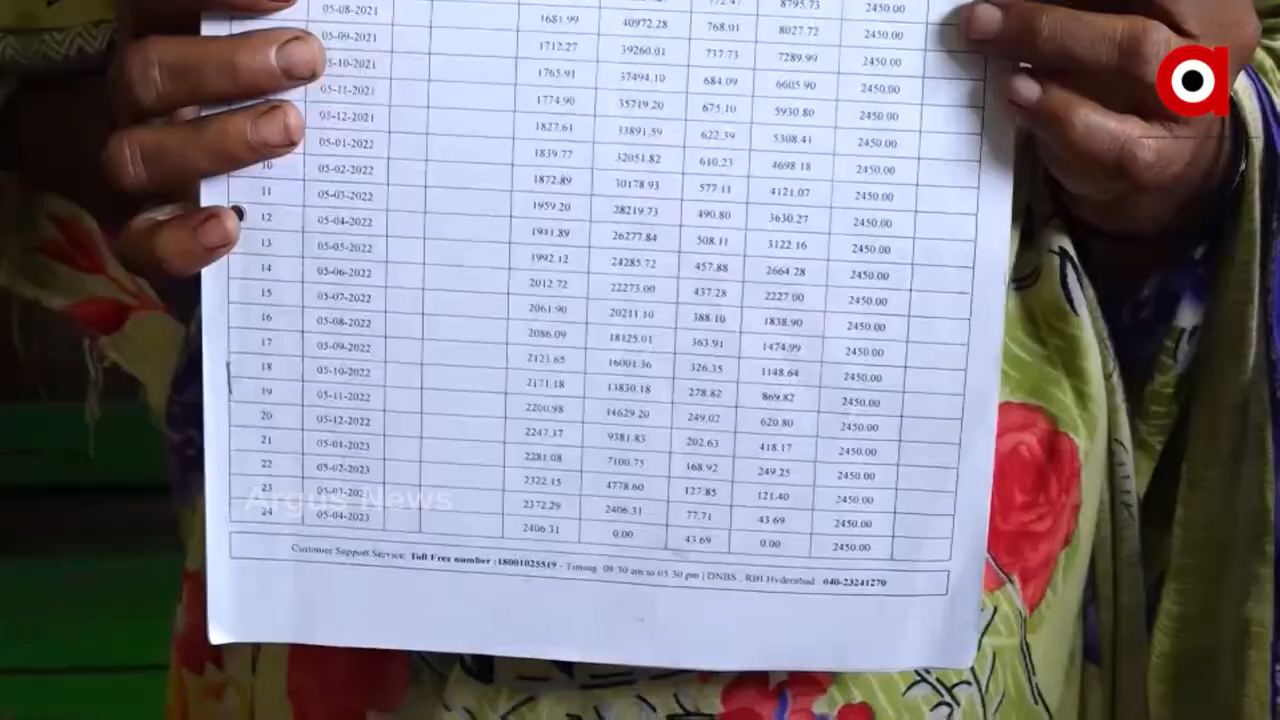 8795.73 2450.00
05-08-2021 1681.99 40972.28 768.01 8027.72 2450.00
05-09-2021 1712.27 39260.01 737.73 7289.99 2450.00
5-10-2021 1765.91 37494.10 684.09 6605.90 2450.00
05-11-2021 1774.90 35719.20 675.10 5930.80 2450.00
05-12-2021 1827.61 33891.59 622.39 5308.41 2450.00
05-01-2022 1839.77 32051.82 610.23 4698.18 2450.00
10 05-02-2022 1872.89 30178.93 577.11 4121.07 2450.00
11 05-03-2022 1959.20 28219.73 490.80 3630.27 2450.00
12 05-04-2022 1941.89 26277.84 508.11 3122.16 2450.00
13 05-05-2022 1992.12 24285.72 457.88 2664.28 2450.00
14 05-06-2022 2012.72 22273.00 437.28 2227.00 2450.00
15 05-07-2022 2061.90 20211.10 388.10 1838.90 2450.00
16 05-08-2022 2086.09 18125.01 363.91 1474.99 2450.00
17 05-09-2022 2123.65 16001.36 326.35 1148.64 2450.00
18 05-10-2022 2171.18 13830.18 278.82 869.82 2450.00
19 05-11-2022 2200.98 11629.20 249.02 620.80 2450.00
20 05-12-2022 2247.37 9381.83 202.63 418.17 2450.00
21 05-01-2023 2281.08 7100.75 168.92 249.25 2450.00
22 05-02-2023 2322.15 4778.60 127.85 121.40 2450.00
23 05-03-2023 2372.29 2406.31 77.71 43.69 2450.00
24 05-04-2023 2406.31 0.00 43.69 0.00 2450.00
Argus News
Customer Support Service: Toll Free number :18001025519 - Timing 09:30 am to 05:30 pm | DNBS , RBI Hyderabad 040-23241279